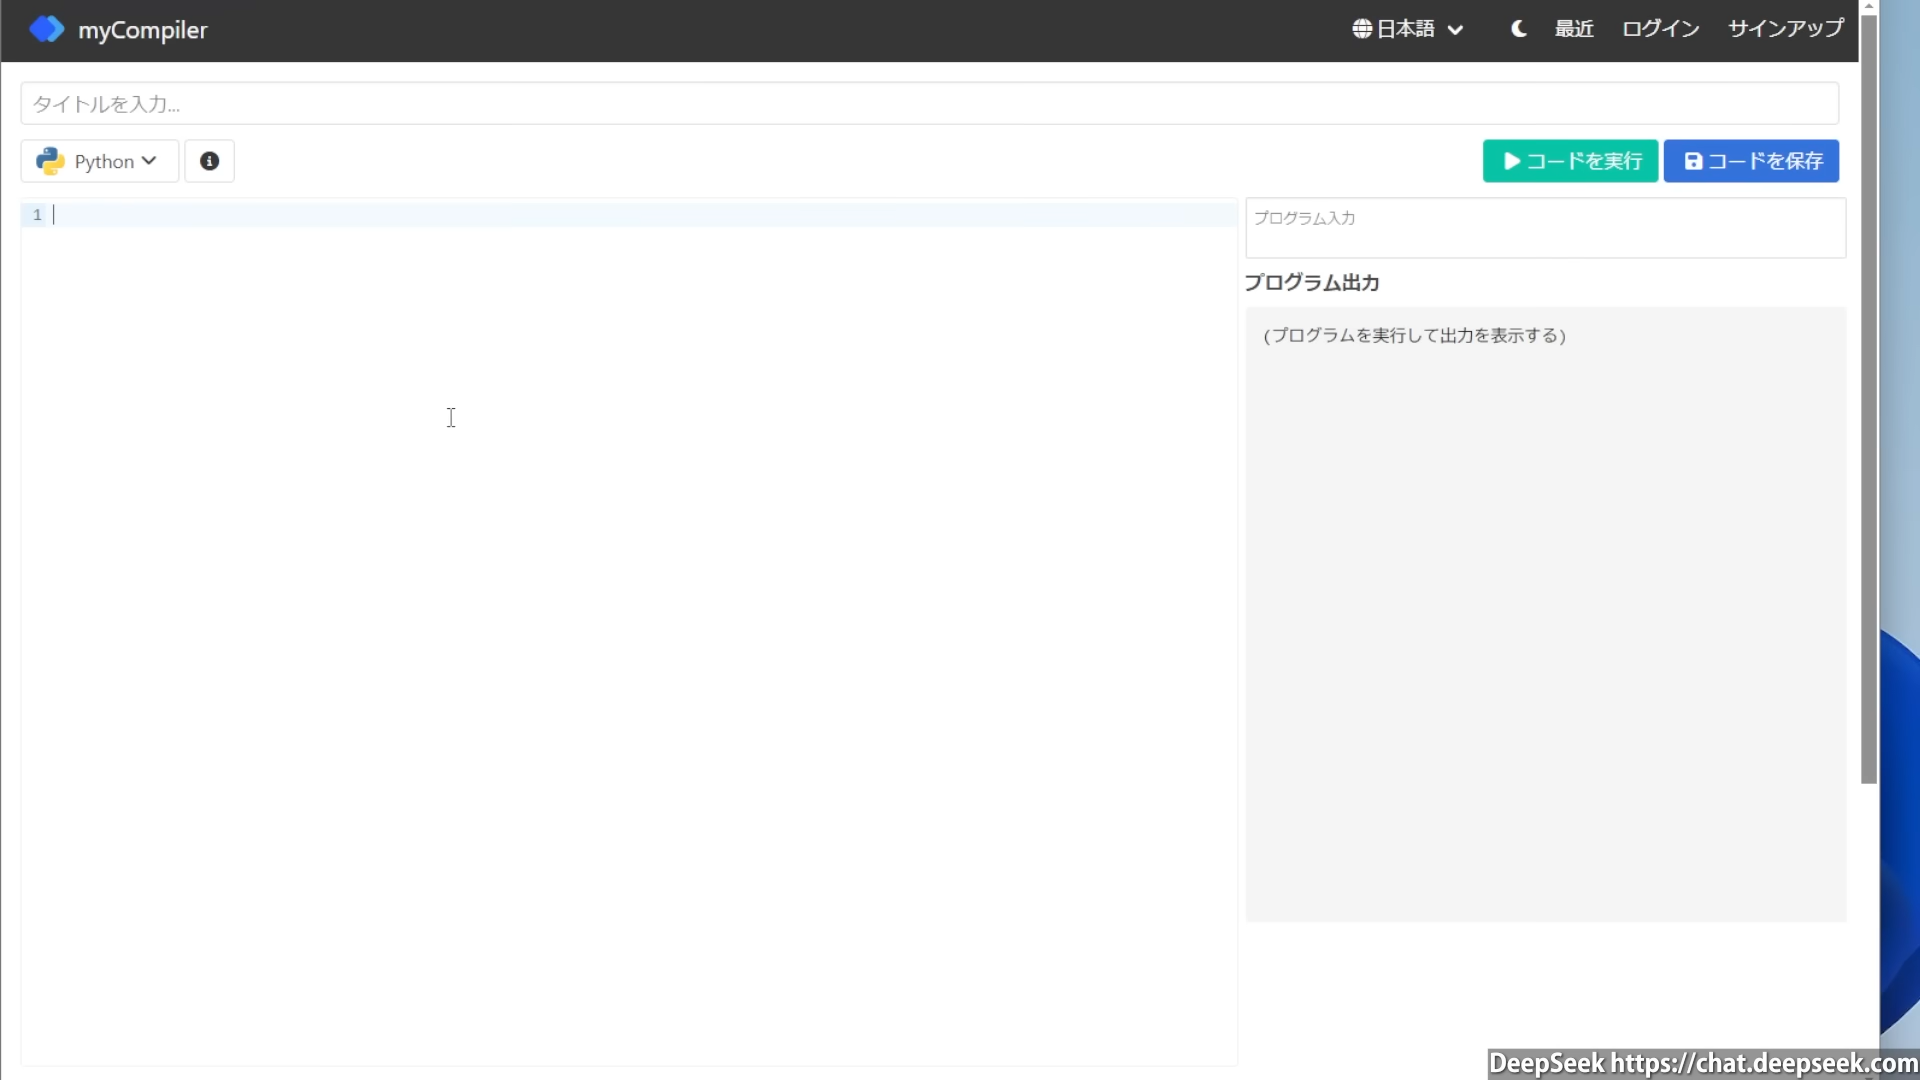 myCompiler
日本語
最近
ログイン
サインアップ
タイトルを入力...
Python
コードを実行
コードを保存
1
プログラム入力
プログラム出力
(プログラムを実行して出力を表示する)
DeepSeek https://chat.deepseek.com